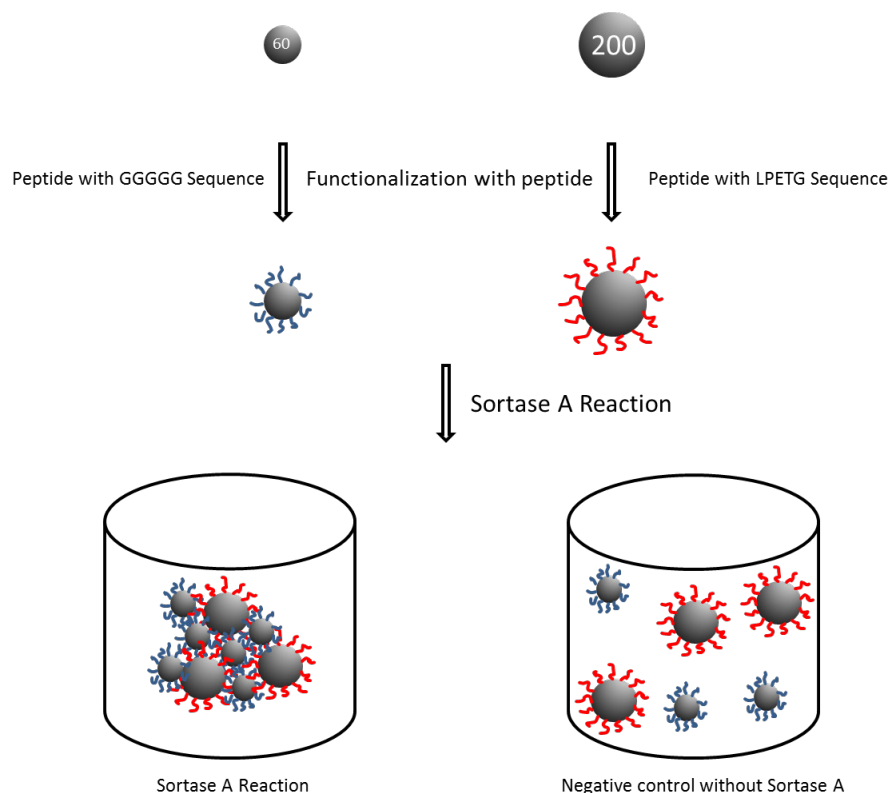 60
200
Peptide with GGGGG Sequence
Functionalization with peptide
Peptide with LPETG Sequence
Sortase A Reaction
Sortase A Reaction
Negative control without Sortase A